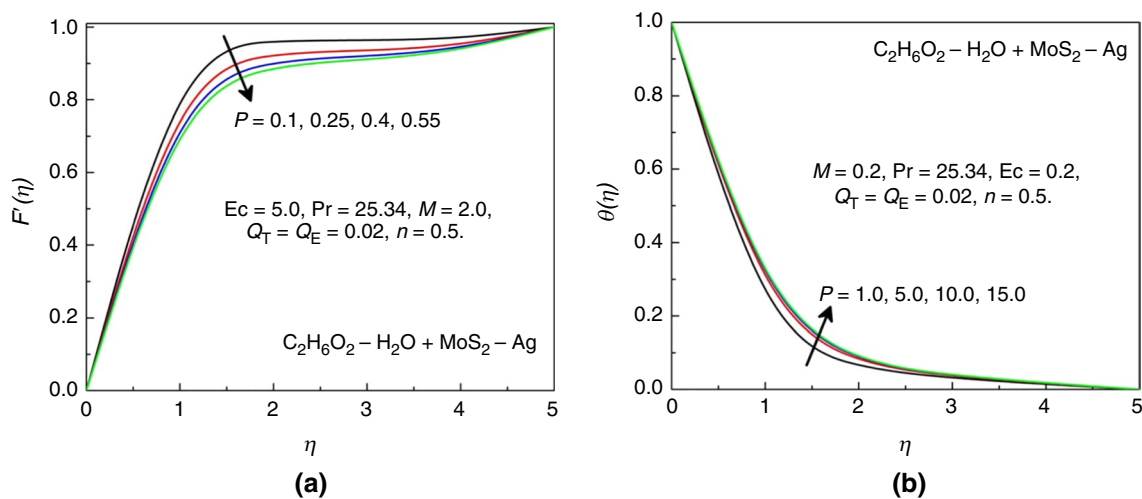 1.0
0.8
0.6
0.4
0.2
0.0
F′(η)
P = 0.1, 0.25, 0.4, 0.55
Ec = 5.0, Pr = 25.34, M = 2.0,
Q_T = Q_E = 0.02, n = 0.5.
C₂H₆O₂ – H₂O + MoS₂ – Ag
0 1 2 3 4 5
η
(a)
1.0
0.8
0.6
0.4
0.2
0.0
θ(η)
C₂H₆O₂ – H₂O + MoS₂ – Ag
M = 0.2, Pr = 25.34, Ec = 0.2,
Q_T = Q_E = 0.02, n = 0.5.
P = 1.0, 5.0, 10.0, 15.0
0 1 2 3 4 5
η
(b)